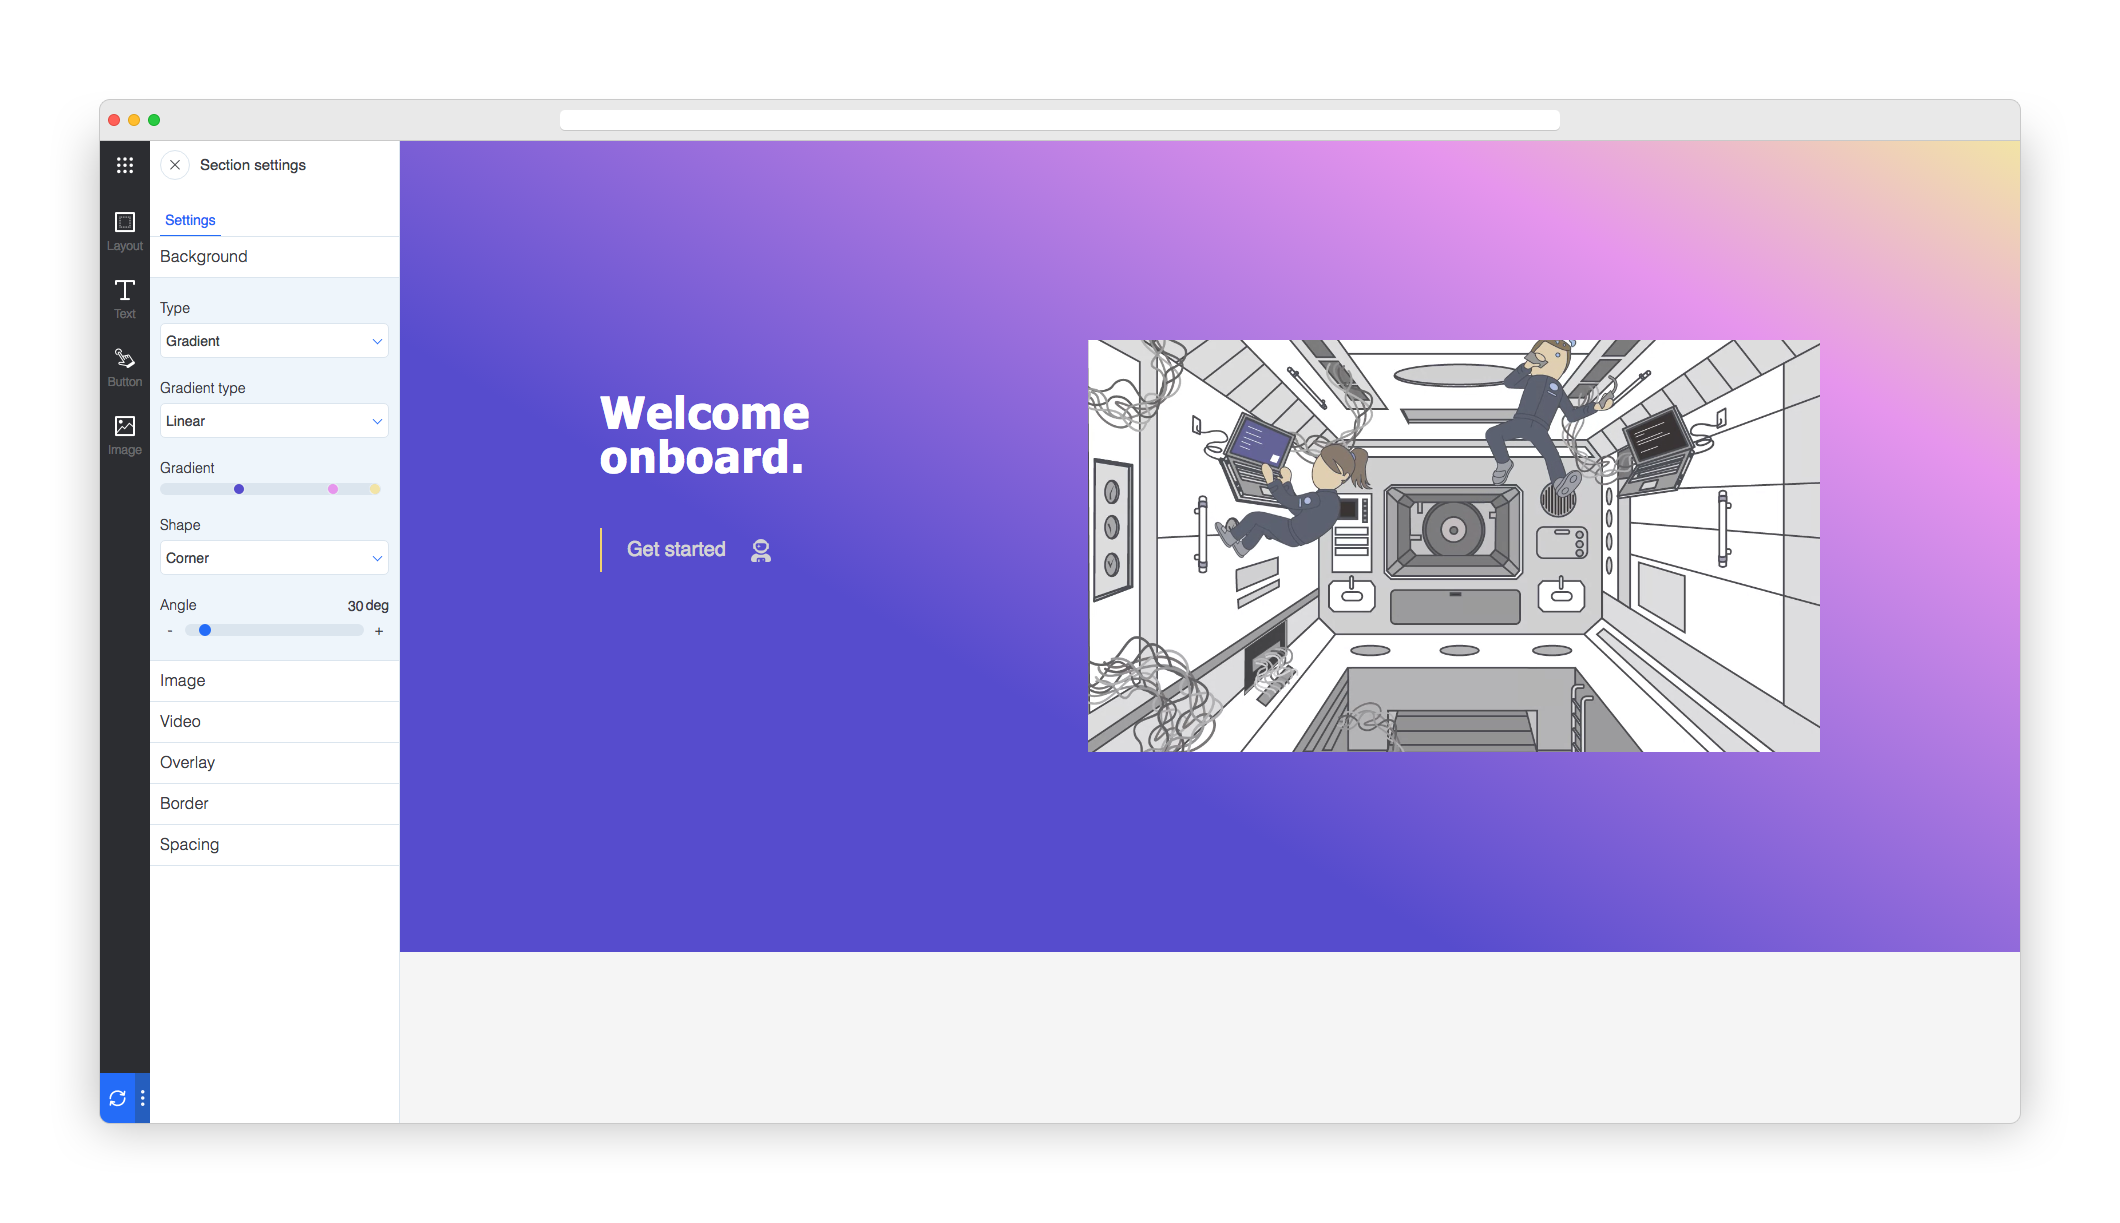 Section settings
Settings
Layout
Background
Text
Type
Gradient
Button
Gradient type
Linear
Image
Gradient
Shape
Corner
Angle
30 deg
- +
Image
Video
Overlay
Border
Spacing
Welcome
onboard.
Get started